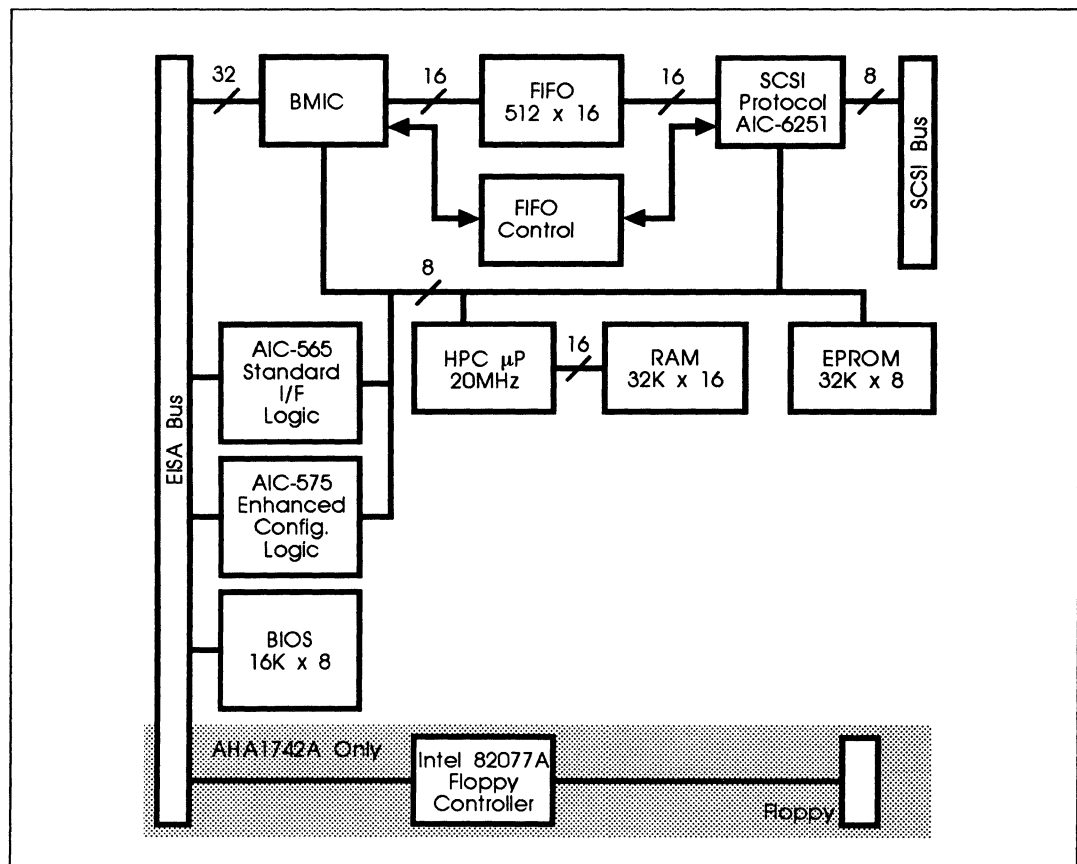 32
BMIC
16
FIFO
512 x 16
16
SCSI
Protocol
AIC-6251
8
SCSI Bus
FIFO
Control
8
EISA Bus
AIC-565
Standard
I/F
Logic
HPC µP
20MHz
16
RAM
32K x 16
EPROM
32K x 8
AIC-575
Enhanced
Config.
Logic
BIOS
16K x 8
AHA1742A Only
Intel 82077A
Floppy
Controller
Floppy